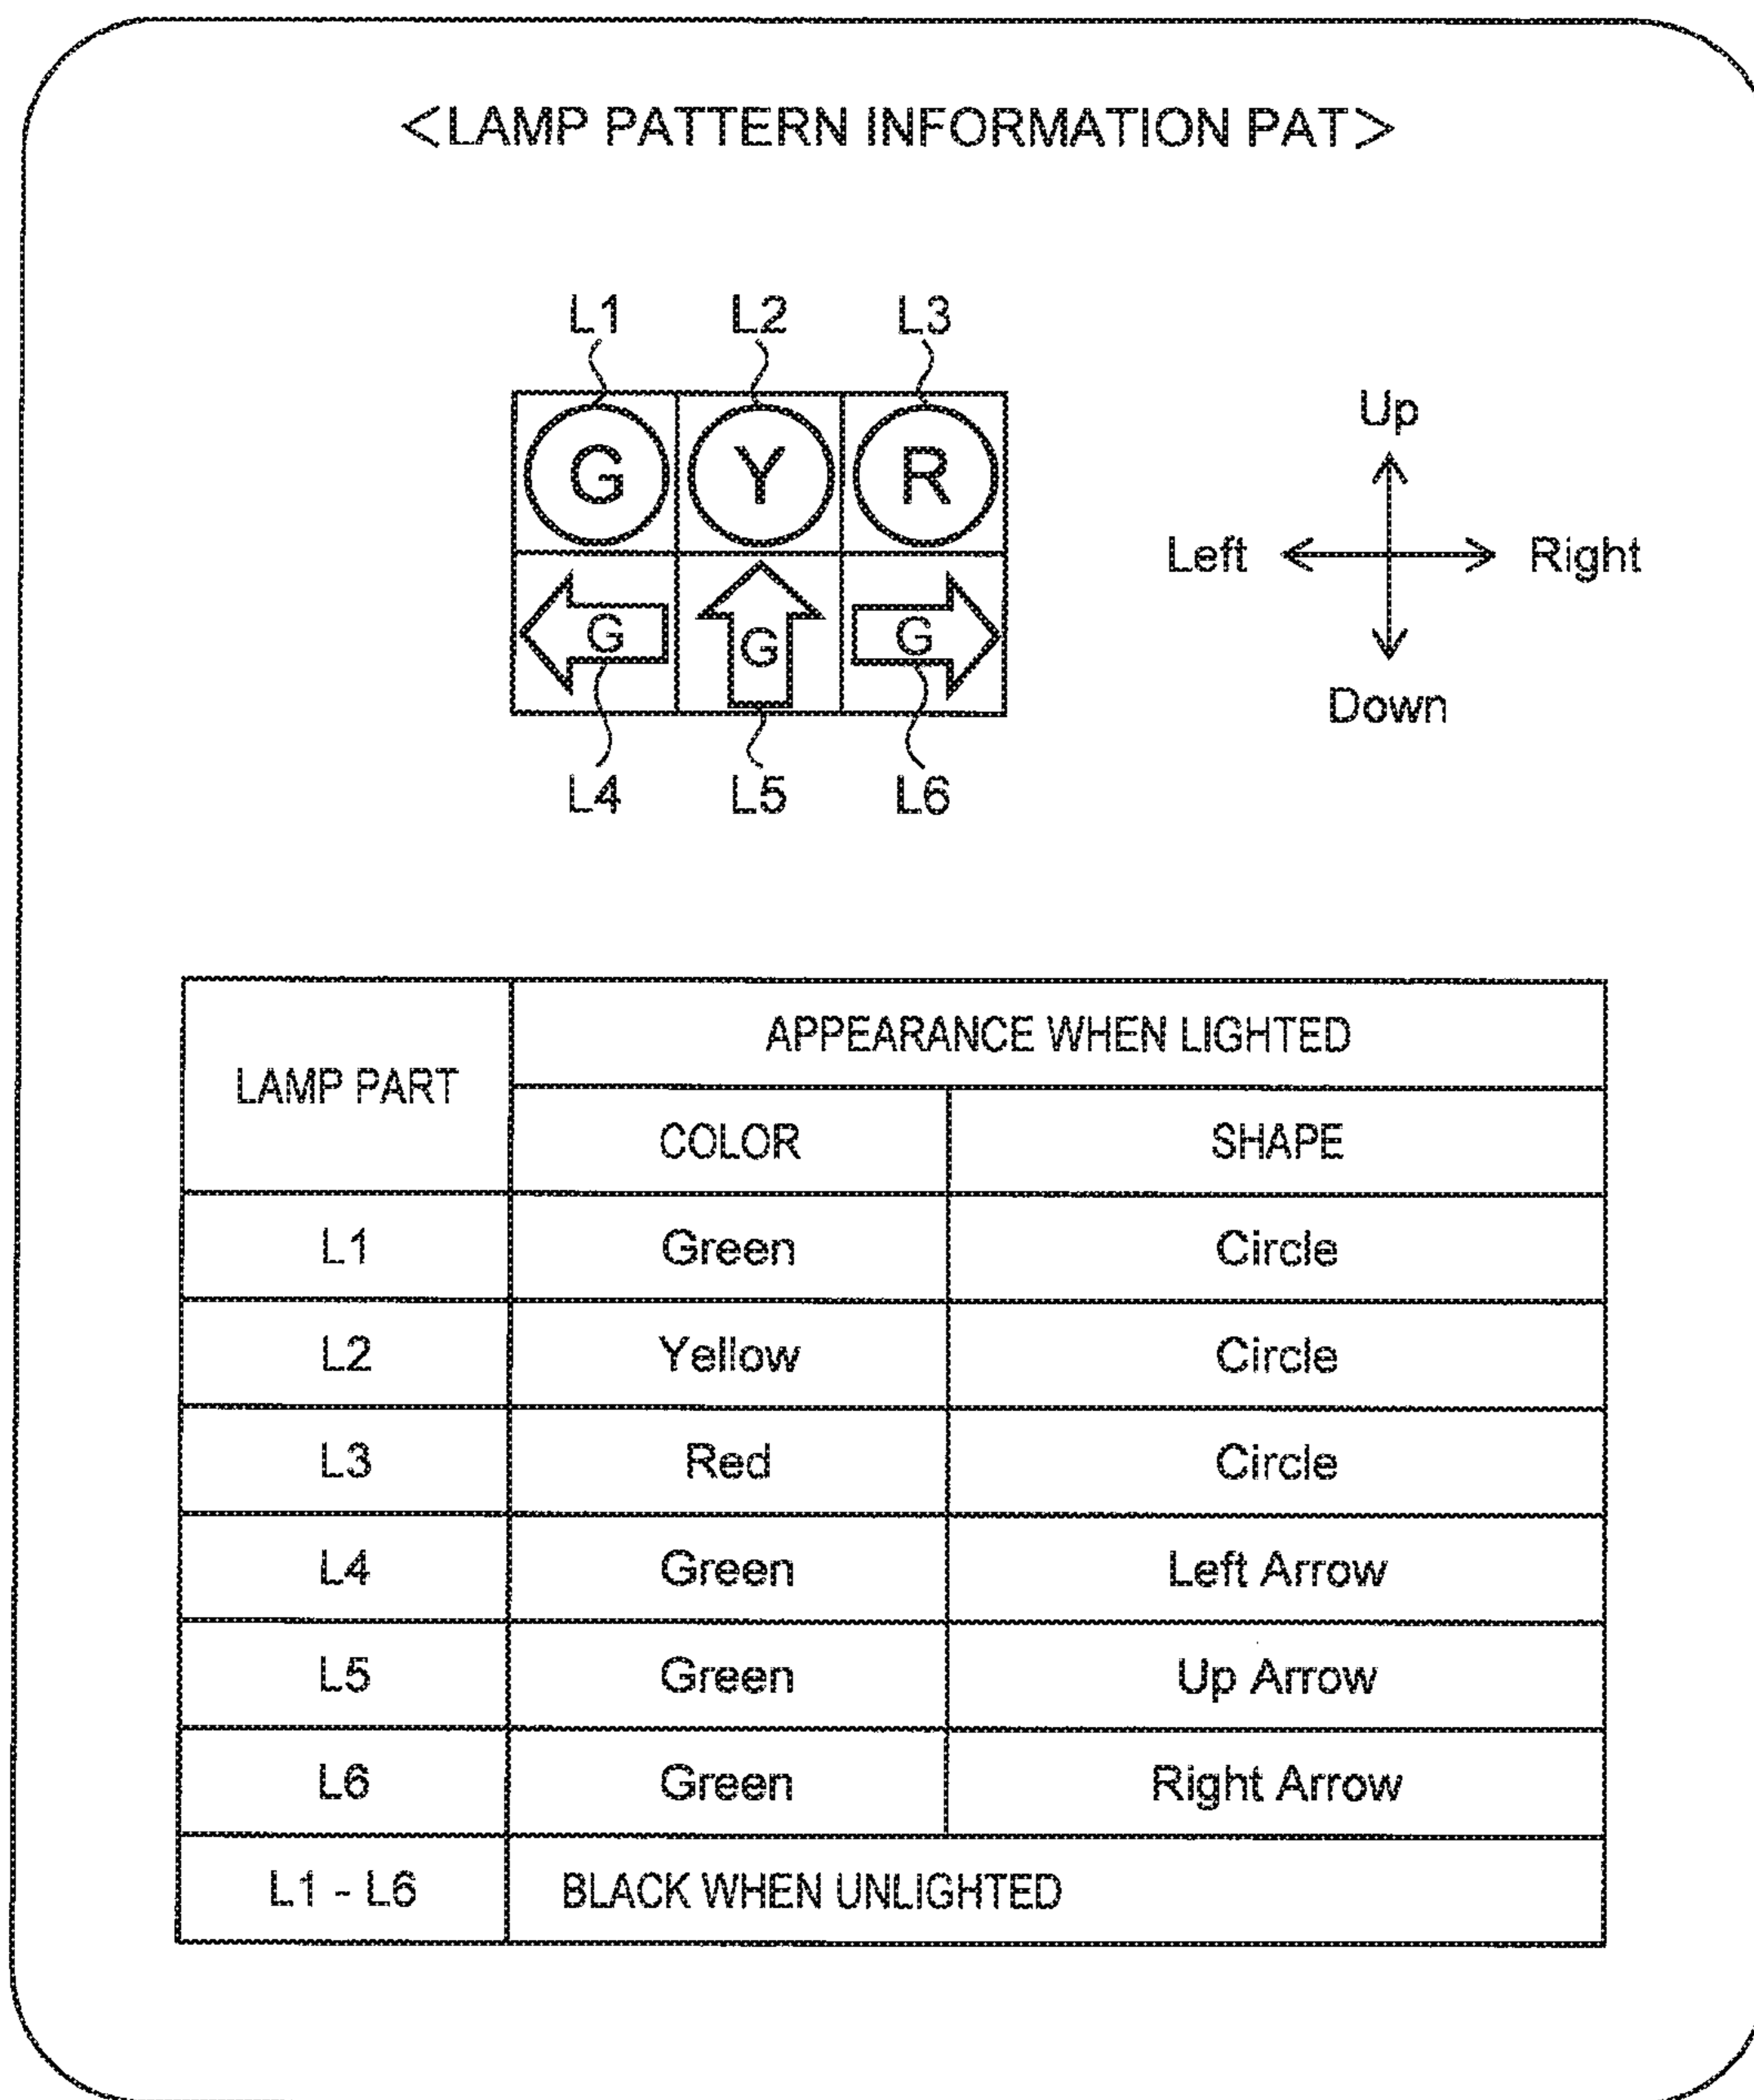 <LAMP PATTERN INFORMATION PAT>
L1 L2 L3
G Y R
G G G
L4 L5 L6
Up
Left Right
Down
LAMP PART
APPEARANCE WHEN LIGHTED
COLOR SHAPE
L1 Green Circle
L2 Yellow Circle
L3 Red Circle
L4 Green Left Arrow
L5 Green Up Arrow
L6 Green Right Arrow
L1 - L6 BLACK WHEN UNLIGHTED